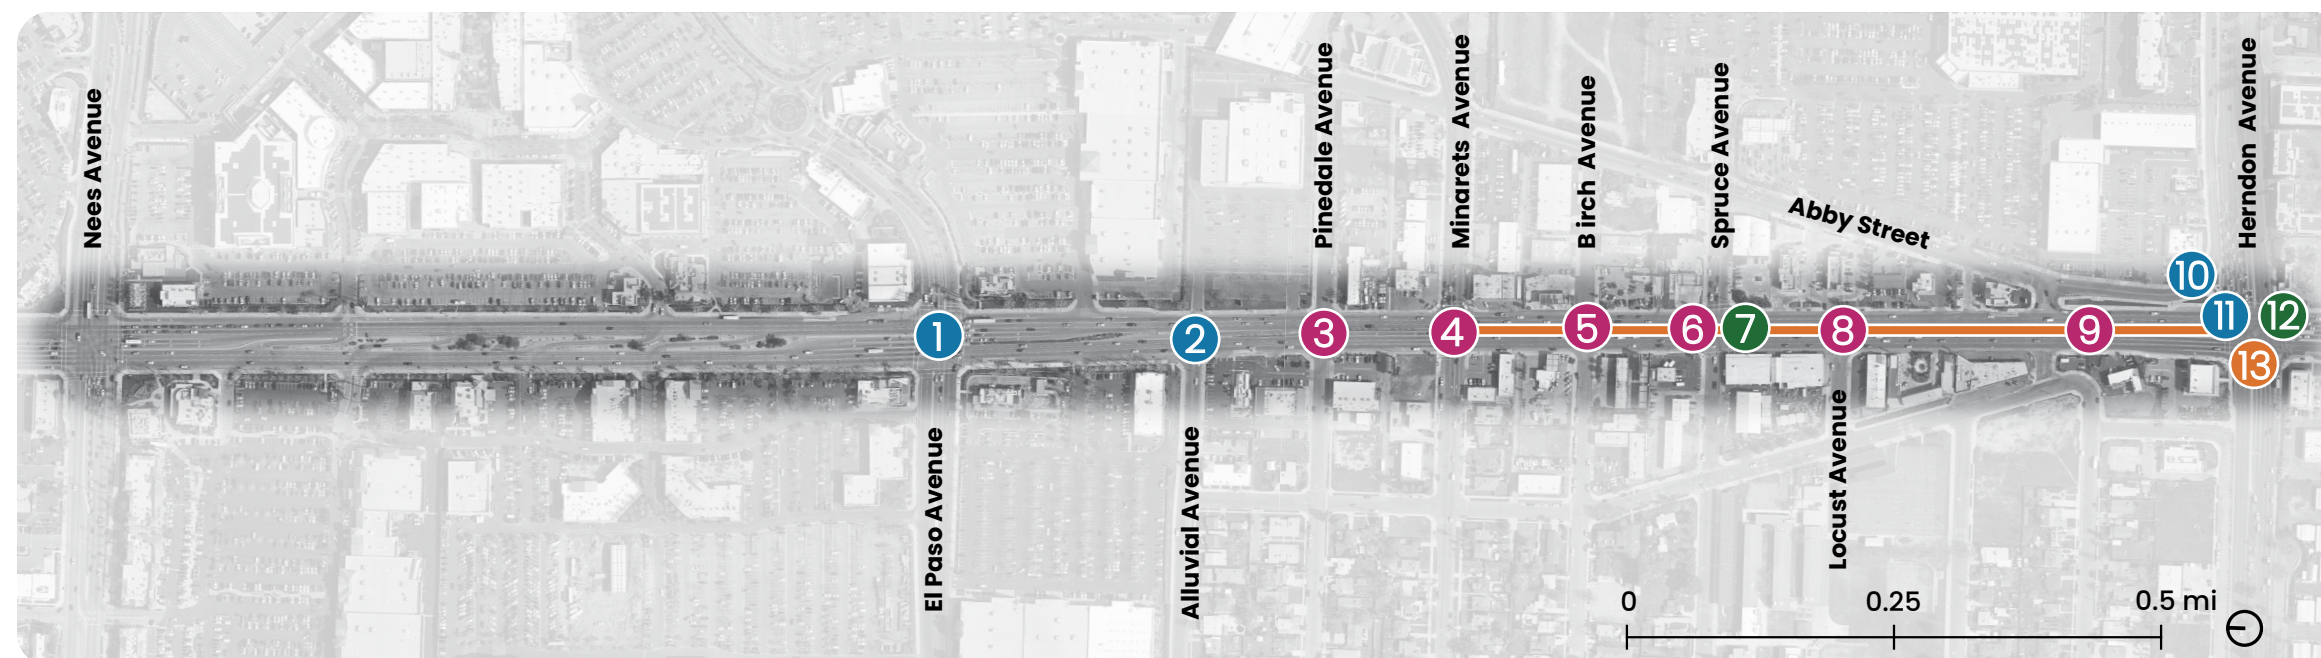 Nees Avenue
Pinedale Avenue
Minarets Avenue
Birch Avenue
Spruce Avenue
Abby Street
Herndon Avenue
1
2
3
4
5
6
7
8
9
10
11
12
13
El Paso Avenue
Alluvial Avenue
Locust Avenue
0 0.25 0.5 mi